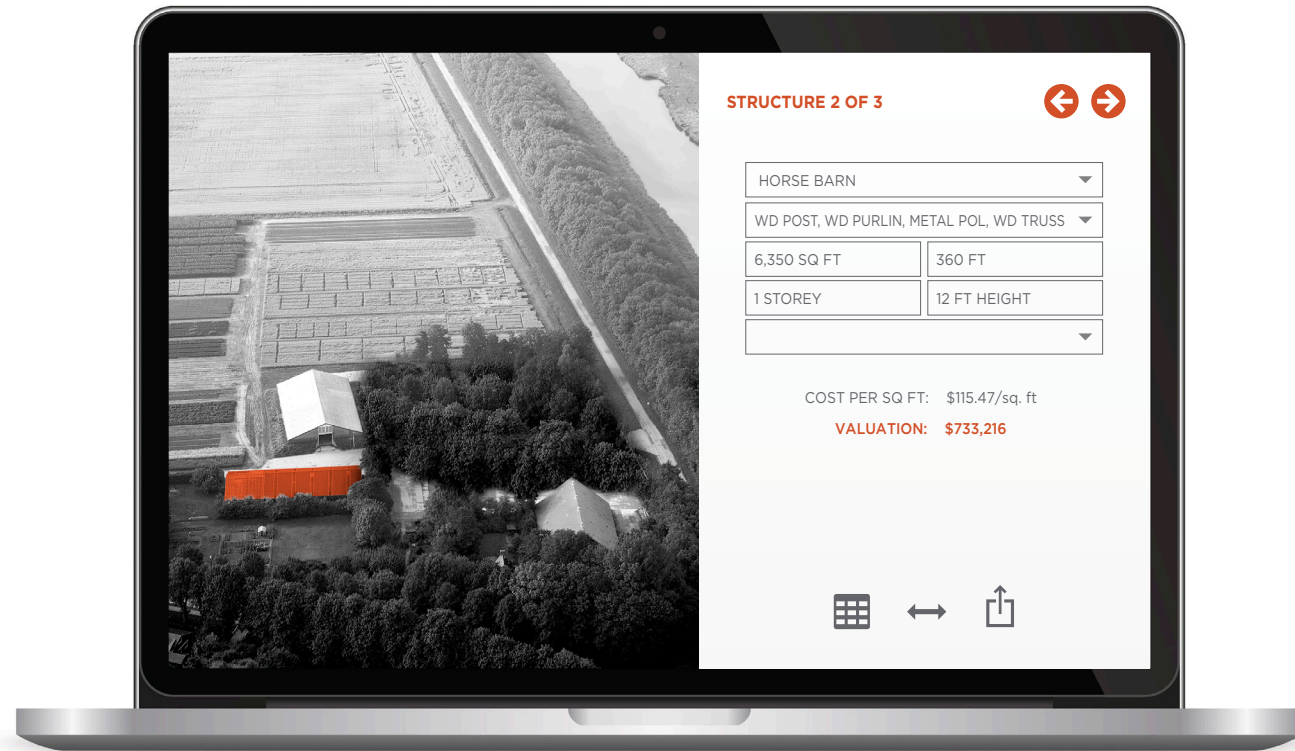 STRUCTURE 2 OF 3
HORSE BARN
WD POST, WD PURLIN, METAL POL, WD TRUSS
6,350 SQ FT 360 FT
1 STOREY 12 FT HEIGHT
COST PER SQ FT: $115.47/sq. ft
VALUATION: $733,216